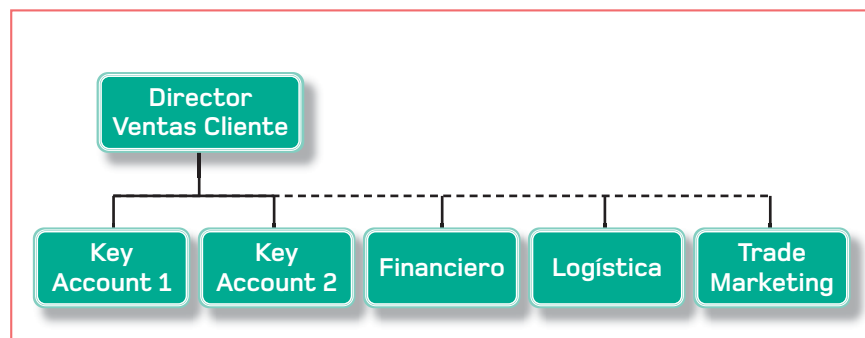 Director
Ventas Cliente
Key
Account 1
Key
Account 2
Financiero
Logística
Trade
Marketing